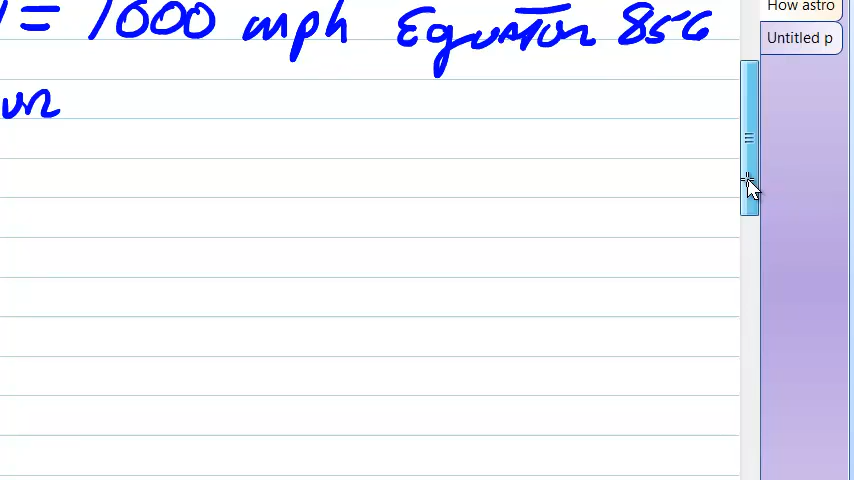 = 1000 mph Equator 856
How astro
Untitled p